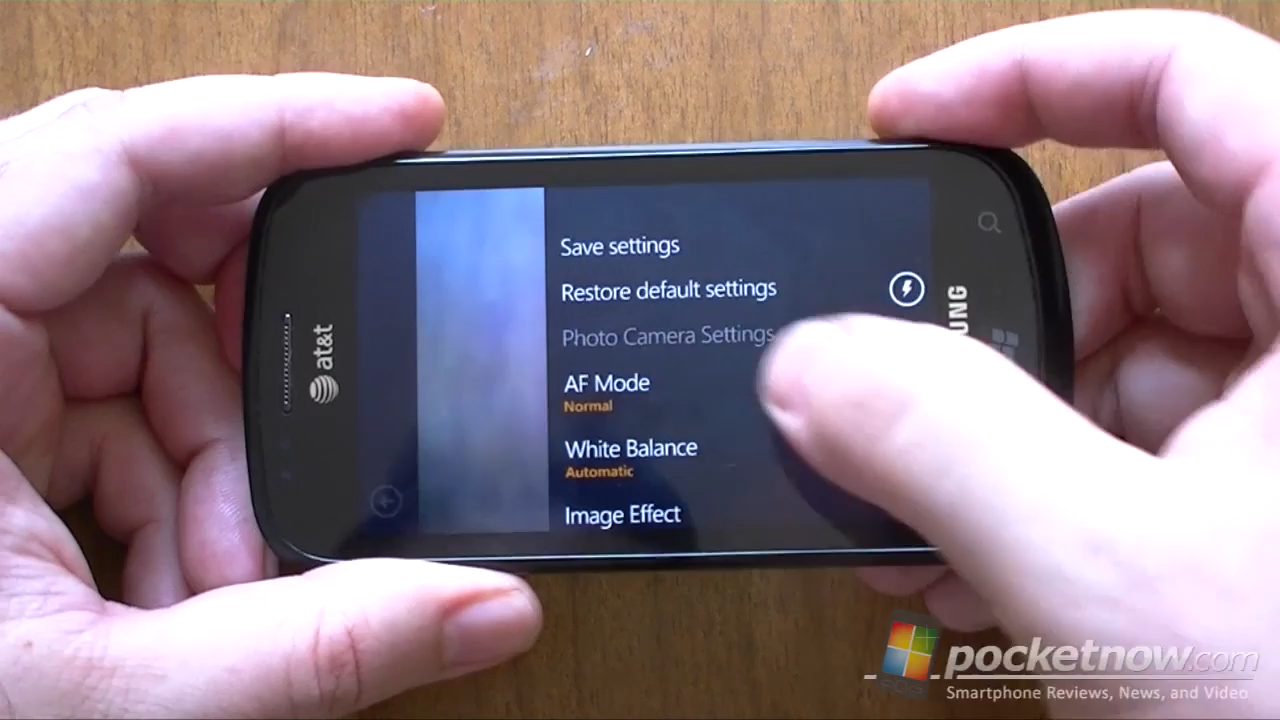 Save settings
Restore default settings
Photo Camera Settings
AF Mode
Normal
White Balance
Automatic
Image Effect
at&t
UNG
pocketnow.com
Smartphone Reviews, News, and Video